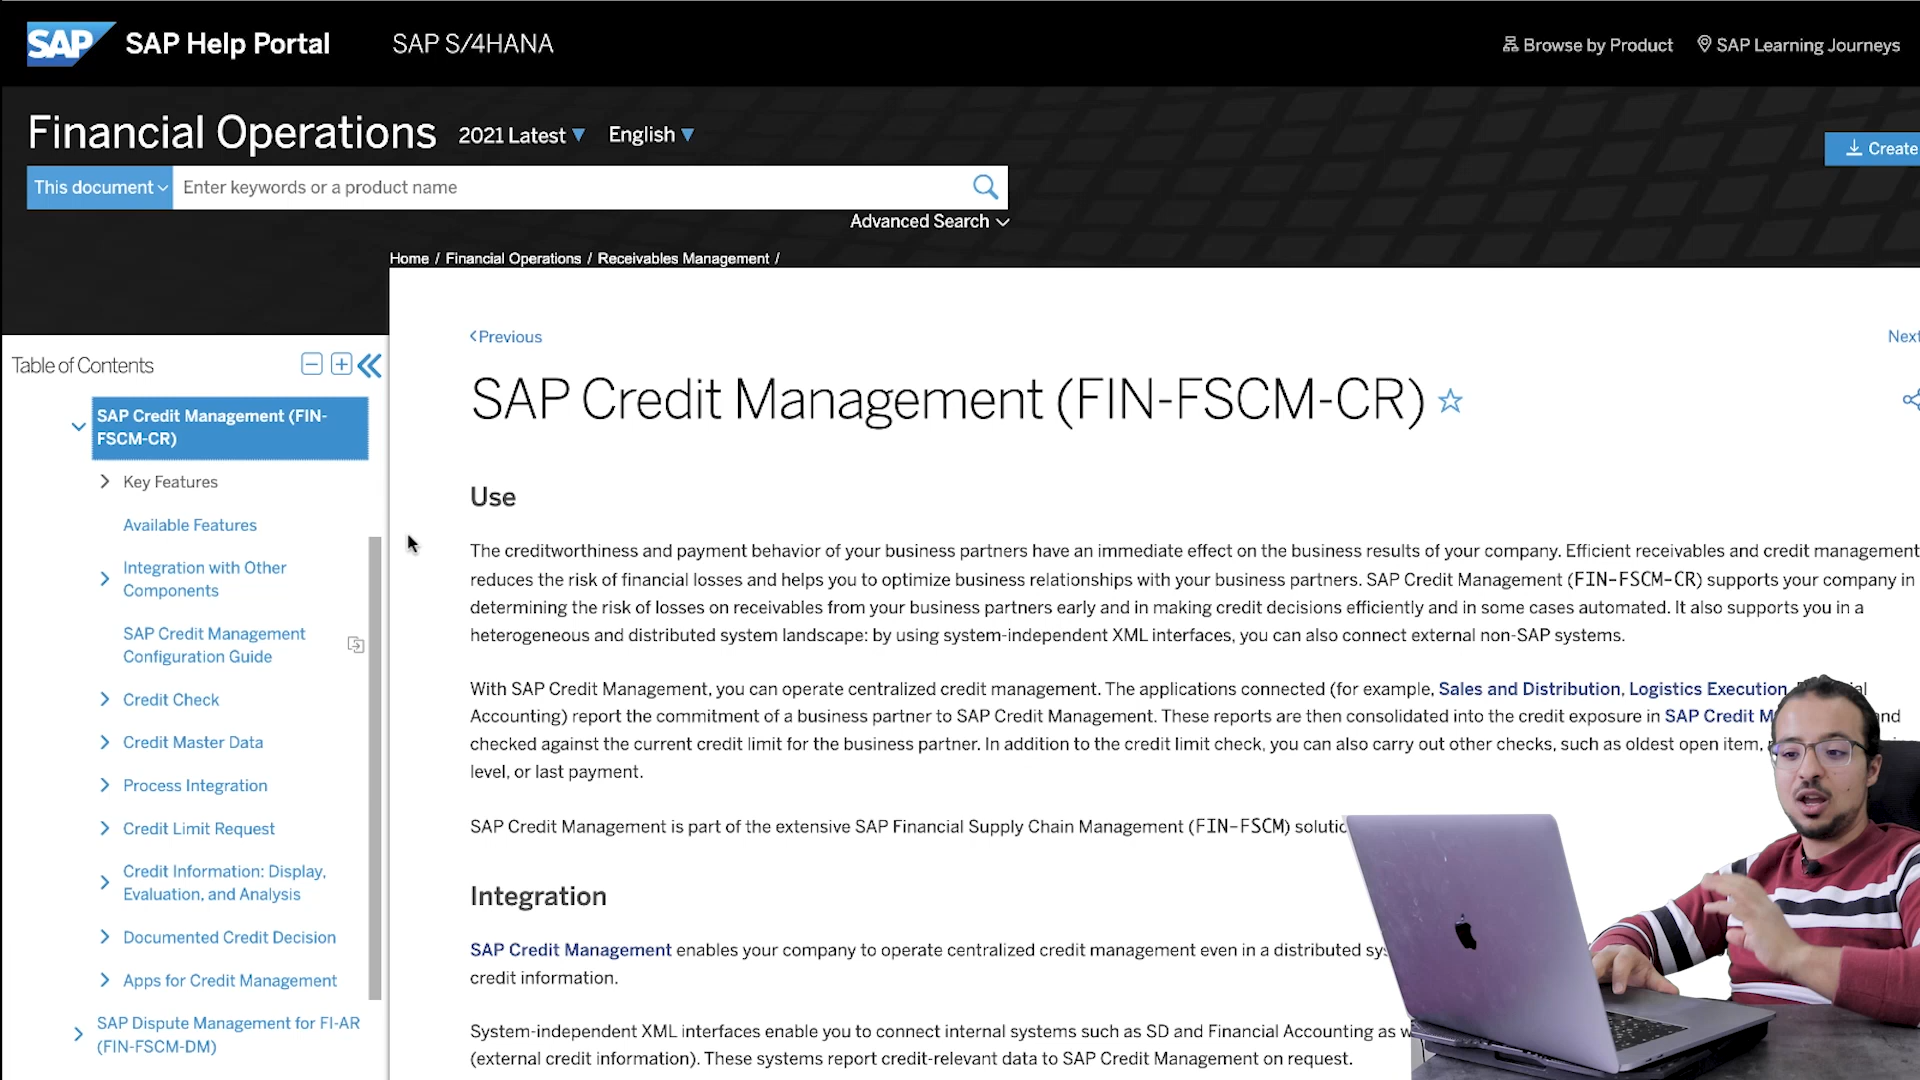 SAP SAP Help Portal SAP S/4HANA Browse by Product SAP Learning Journeys
Financial Operations 2021 Latest English
Create
This document Enter keywords or a product name
Advanced Search
Home / Financial Operations / Receivables Management /
Table of Contents
SAP Credit Management (FIN-
FSCM-CR)
Key Features
Available Features
Integration with Other
Components
SAP Credit Management
Configuration Guide
Credit Check
Credit Master Data
Process Integration
Credit Limit Request
Credit Information: Display,
Evaluation, and Analysis
Documented Credit Decision
Apps for Credit Management
SAP Dispute Management for FI-AR
(FIN-FSCM-DM)
Previous
Next
SAP Credit Management (FIN-FSCM-CR)
Use
The creditworthiness and payment behavior of your business partners have an immediate effect on the business results of your company. Efficient receivables and credit management
reduces the risk of financial losses and helps you to optimize business relationships with your business partners. SAP Credit Management (FIN-FSCM-CR) supports your company in
determining the risk of losses on receivables from your business partners early and in making credit decisions efficiently and in some cases automated. It also supports you in a
heterogeneous and distributed system landscape: by using system-independent XML interfaces, you can also connect external non-SAP systems.
With SAP Credit Management, you can operate centralized credit management. The applications connected (for example, Sales and Distribution, Logistics Execution
Accounting) report the commitment of a business partner to SAP Credit Management. These reports are then consolidated into the credit exposure in SAP Credit M and
checked against the current credit limit for the business partner. In addition to the credit limit check, you can also carry out other checks, such as oldest open item,
level, or last payment.
SAP Credit Management is part of the extensive SAP Financial Supply Chain Management (FIN-FSCM)
Integration
SAP Credit Management enables your company to operate centralized credit management even in a distributed
credit information.
System-independent XML interfaces enable you to connect internal systems such as SD and Financial Accounting as
(external credit information). These systems report credit-relevant data to SAP Credit Management on request.